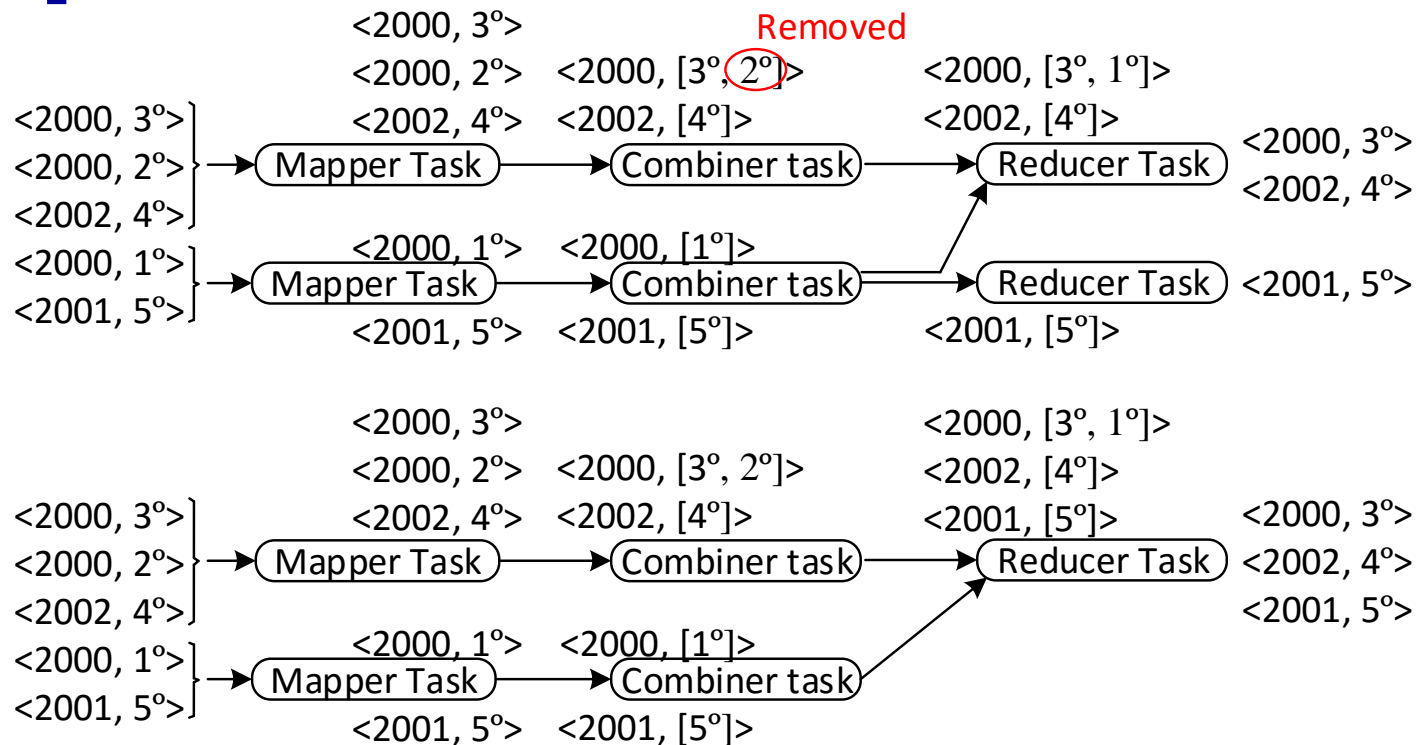 <2000, 3º>
Removed
<2000, 2º> <2000, [3º, 2º]> <2000, [3º, 1º]>
<2000, 3º> <2002, 4º> <2002, [4º]> <2002, [4º]>
<2000, 2º> Mapper Task Combiner task Reducer Task <2000, 3º>
<2002, 4º> <2002, 4º>
<2000, 1º> <2000, 1º> <2000, [1º]>
<2001, 5º> Mapper Task Combiner task Reducer Task <2001, 5º>
<2001, 5º> <2001, [5º]> <2001, [5º]>
<2000, 3º> <2000, [3º, 1º]>
<2000, 2º> <2000, [3º, 2º]> <2002, [4º]>
<2000, 3º> <2002, 4º> <2002, [4º]> <2001, [5º]> <2000, 3º>
<2000, 2º> Mapper Task Combiner task Reducer Task <2002, 4º>
<2002, 4º> <2001, 5º>
<2000, 1º> <2000, 1º> <2000, [1º]>
<2001, 5º> Mapper Task Combiner task
<2001, 5º> <2001, [5º]>